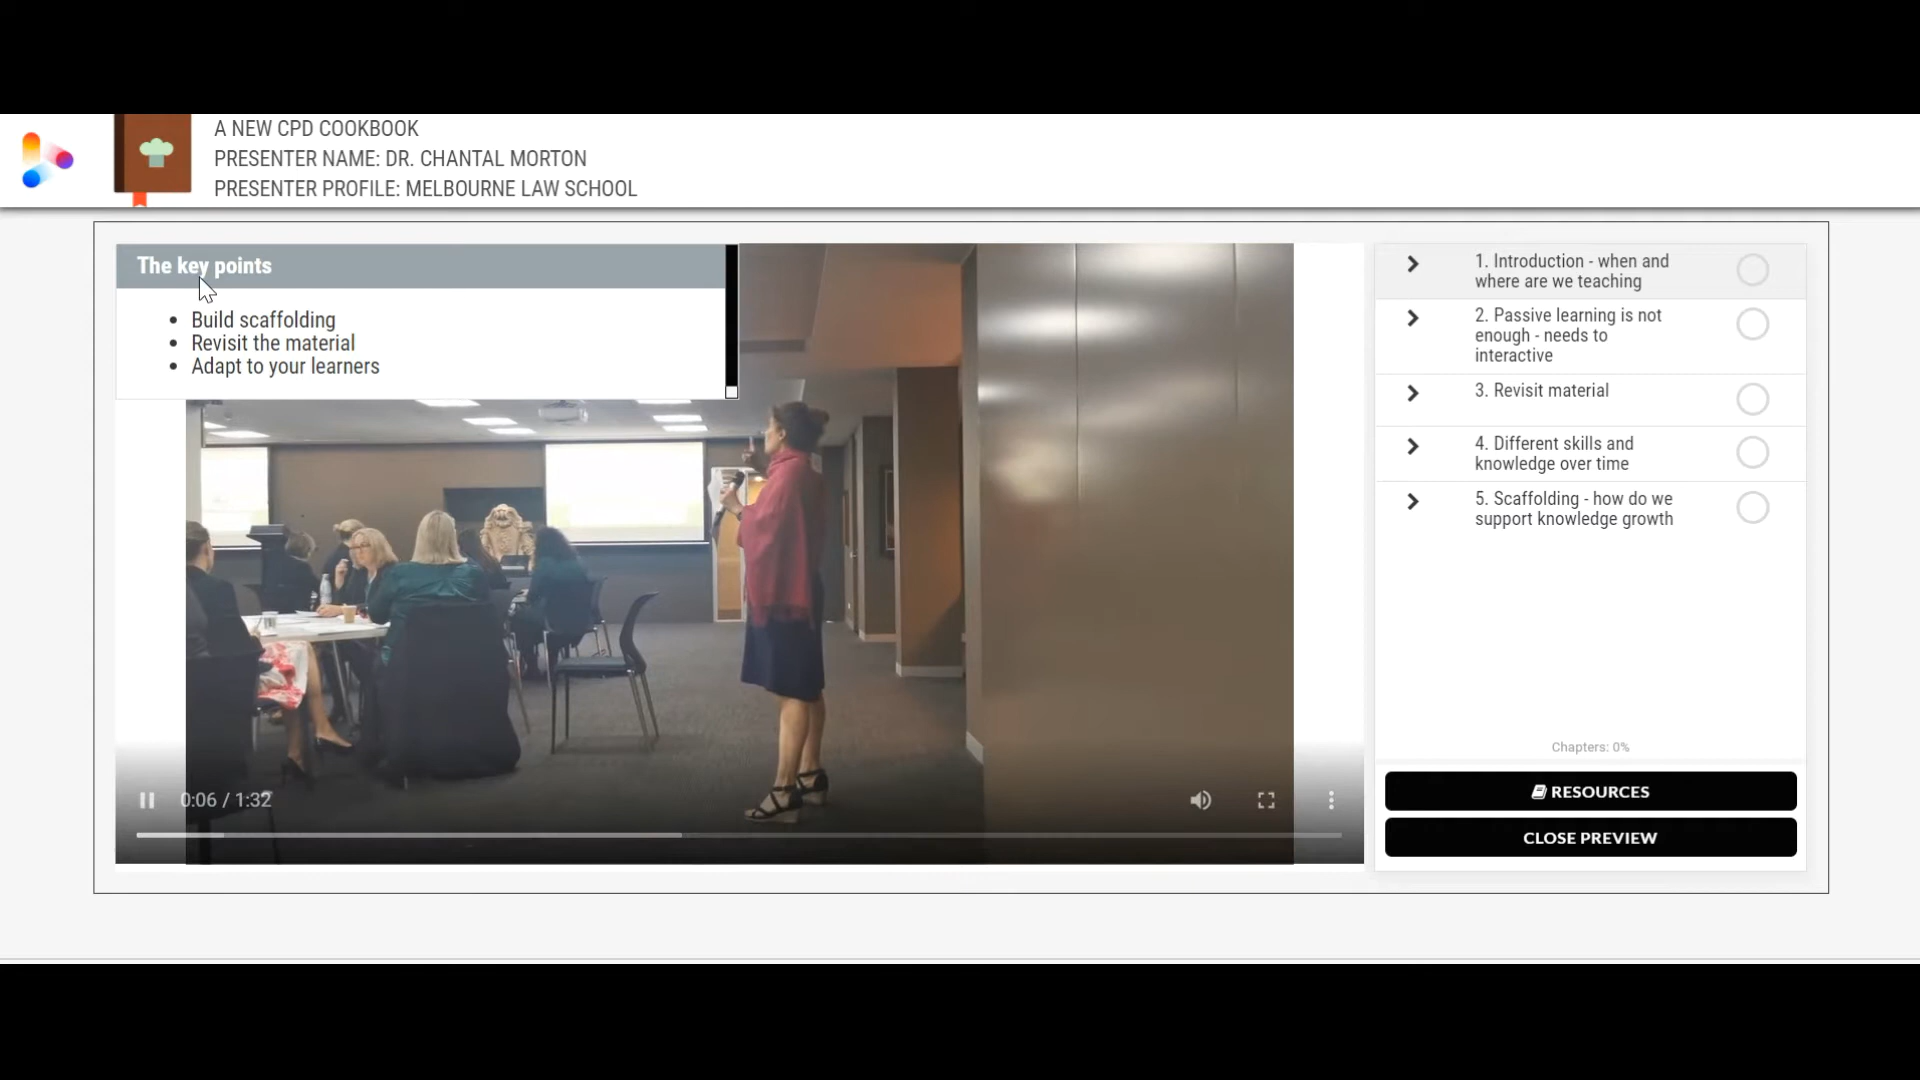 A NEW CPD COOKBOOK
PRESENTER NAME: DR. CHANTAL MORTON
PRESENTER PROFILE: MELBOURNE LAW SCHOOL
The key points
Build scaffolding
Revisit the material
Adapt to your learners
0:06 / 1:32
1. Introduction - when and
where are we teaching
2. Passive learning is not
enough - needs to
interactive
3. Revisit material
4. Different skills and
knowledge over time
5. Scaffolding - how do we
support knowledge growth
Chapters: 0%
RESOURCES
CLOSE PREVIEW